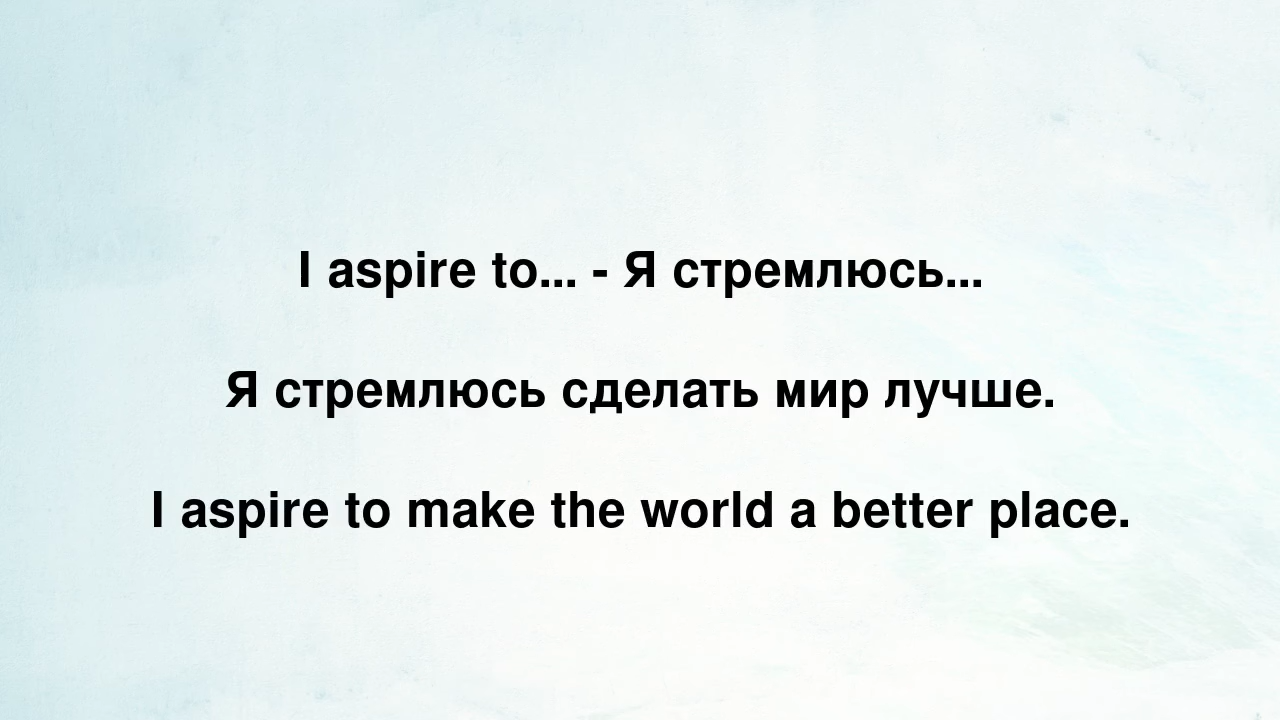 I aspire to... - Я стремлюсь...
Я стремлюсь сделать мир лучше.
I aspire to make the world a better place.